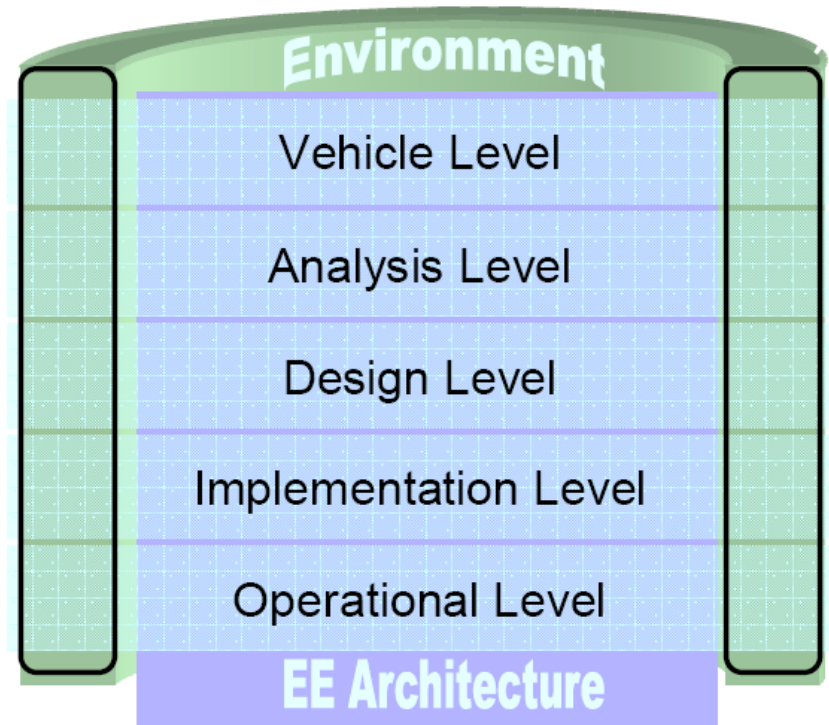 Environment
Vehicle Level
Analysis Level
Design Level
Implementation Level
Operational Level
EE Architecture